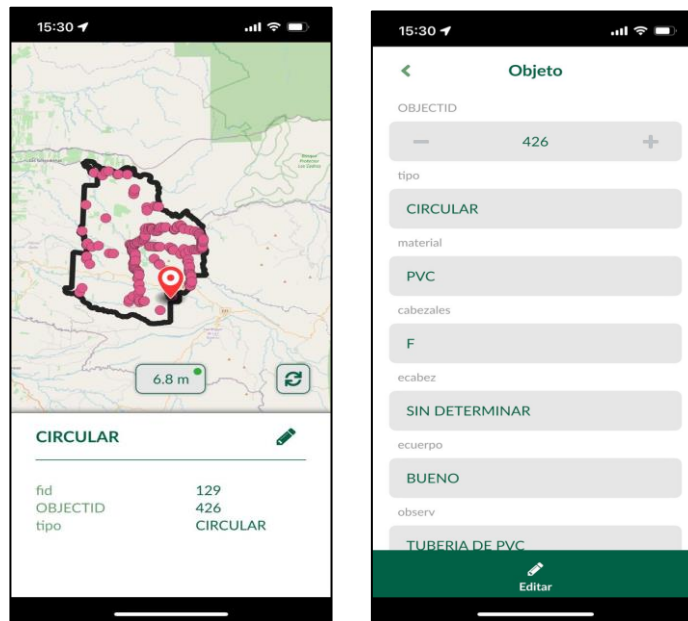 15:30
6.8 m
CIRCULAR
fid 129
OBJECTID 426
tipo CIRCULAR
15:30
Objeto
OBJECTID
426
tipo
CIRCULAR
material
PVC
cabezales
F
ecabez
SIN DETERMINAR
ecuerpo
BUENO
observ
TUBERIA DE PVC
Editar